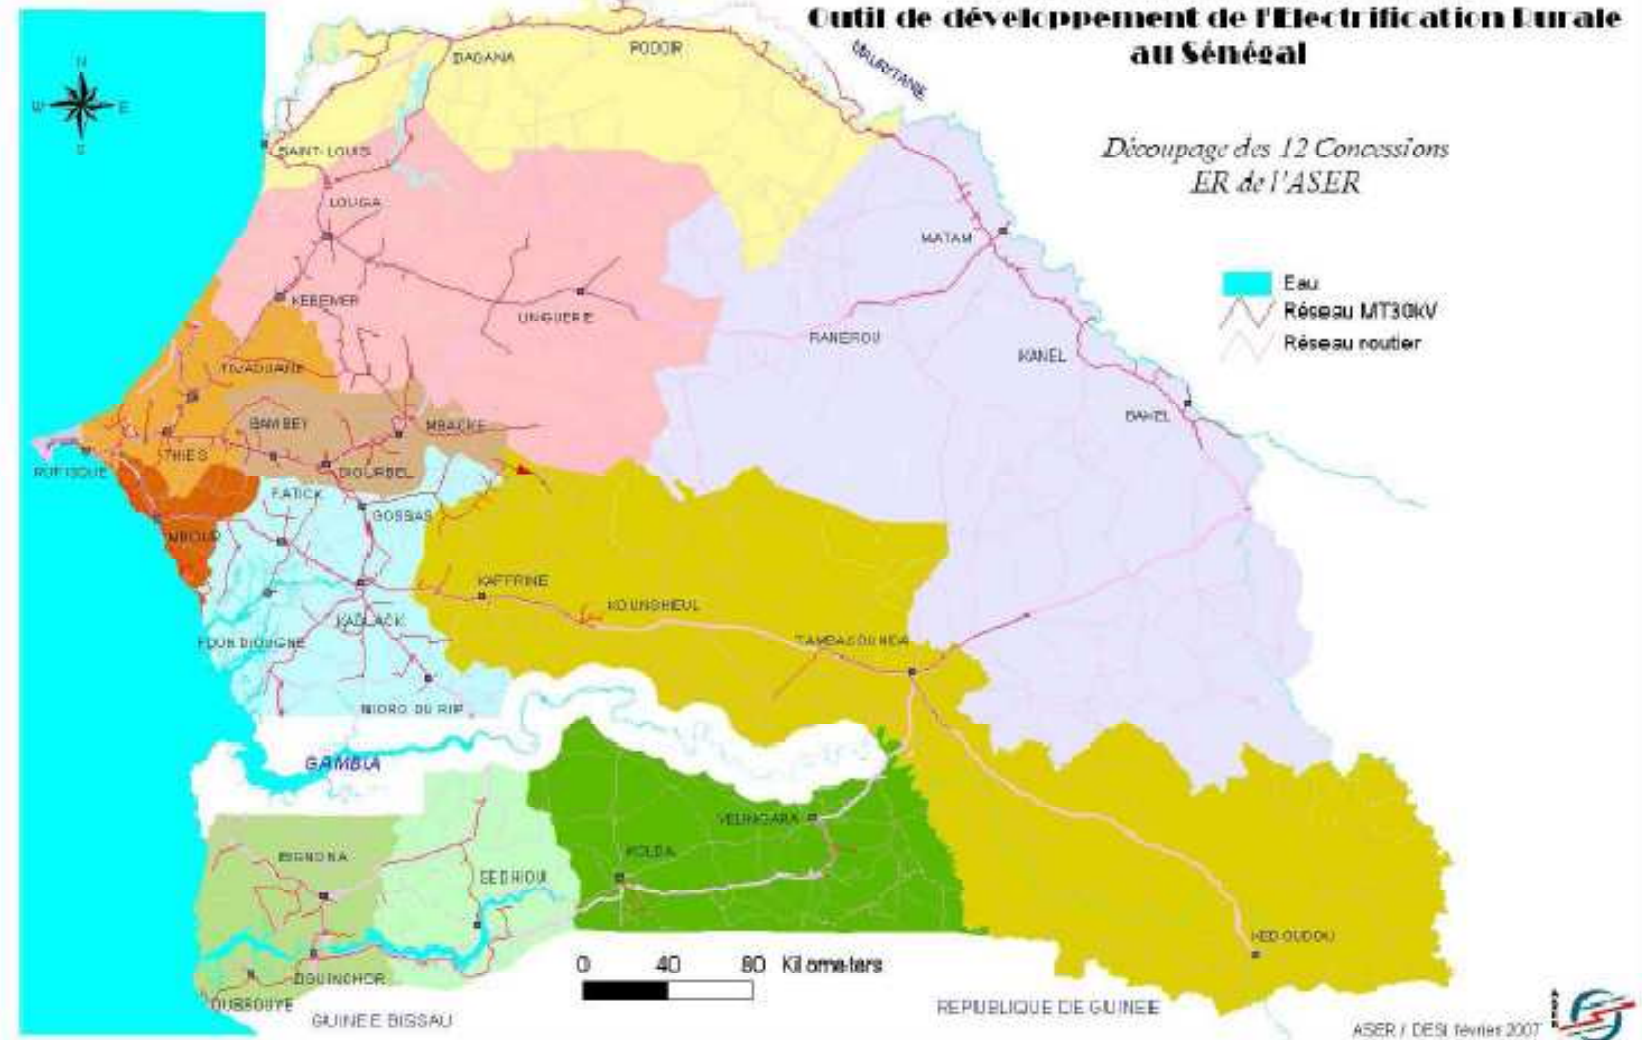 Outil de développement de l'Electrification Rurale
au Sénégal
MAURITANIE
Découpage des 12 Concessions
ER de l'ASER
N
W
E
S
Eau
Réseau MT30kV
Réseau routier
DAGANA
PODOR
SAINT-LOUIS
LOUGA
MATAM
KEBEMER
LINGUERE
RANEROU
KANEL
TIVAOUANE
BAKEL
BAMBEY
MBACKE
THIES
RUFISQUE
DIOURBEL
FATICK
GOSSAS
MBOUR
KAFFRINE
KOUNGHEUL
KAOLACK
FOUNDIOUGNE
TAMBACOUNDA
NIORO DU RIP
GAMBIA
VELINGARA
KOLDA
BIGNONA
SEDHIOU
KEDOUGOU
0 40 80 Kilometers
ZIGUINCHOR
OUSSOUYE
GUINEE BISSAU
REPUBLIQUE DE GUINEE
ASER / DESI février 2007
ASER